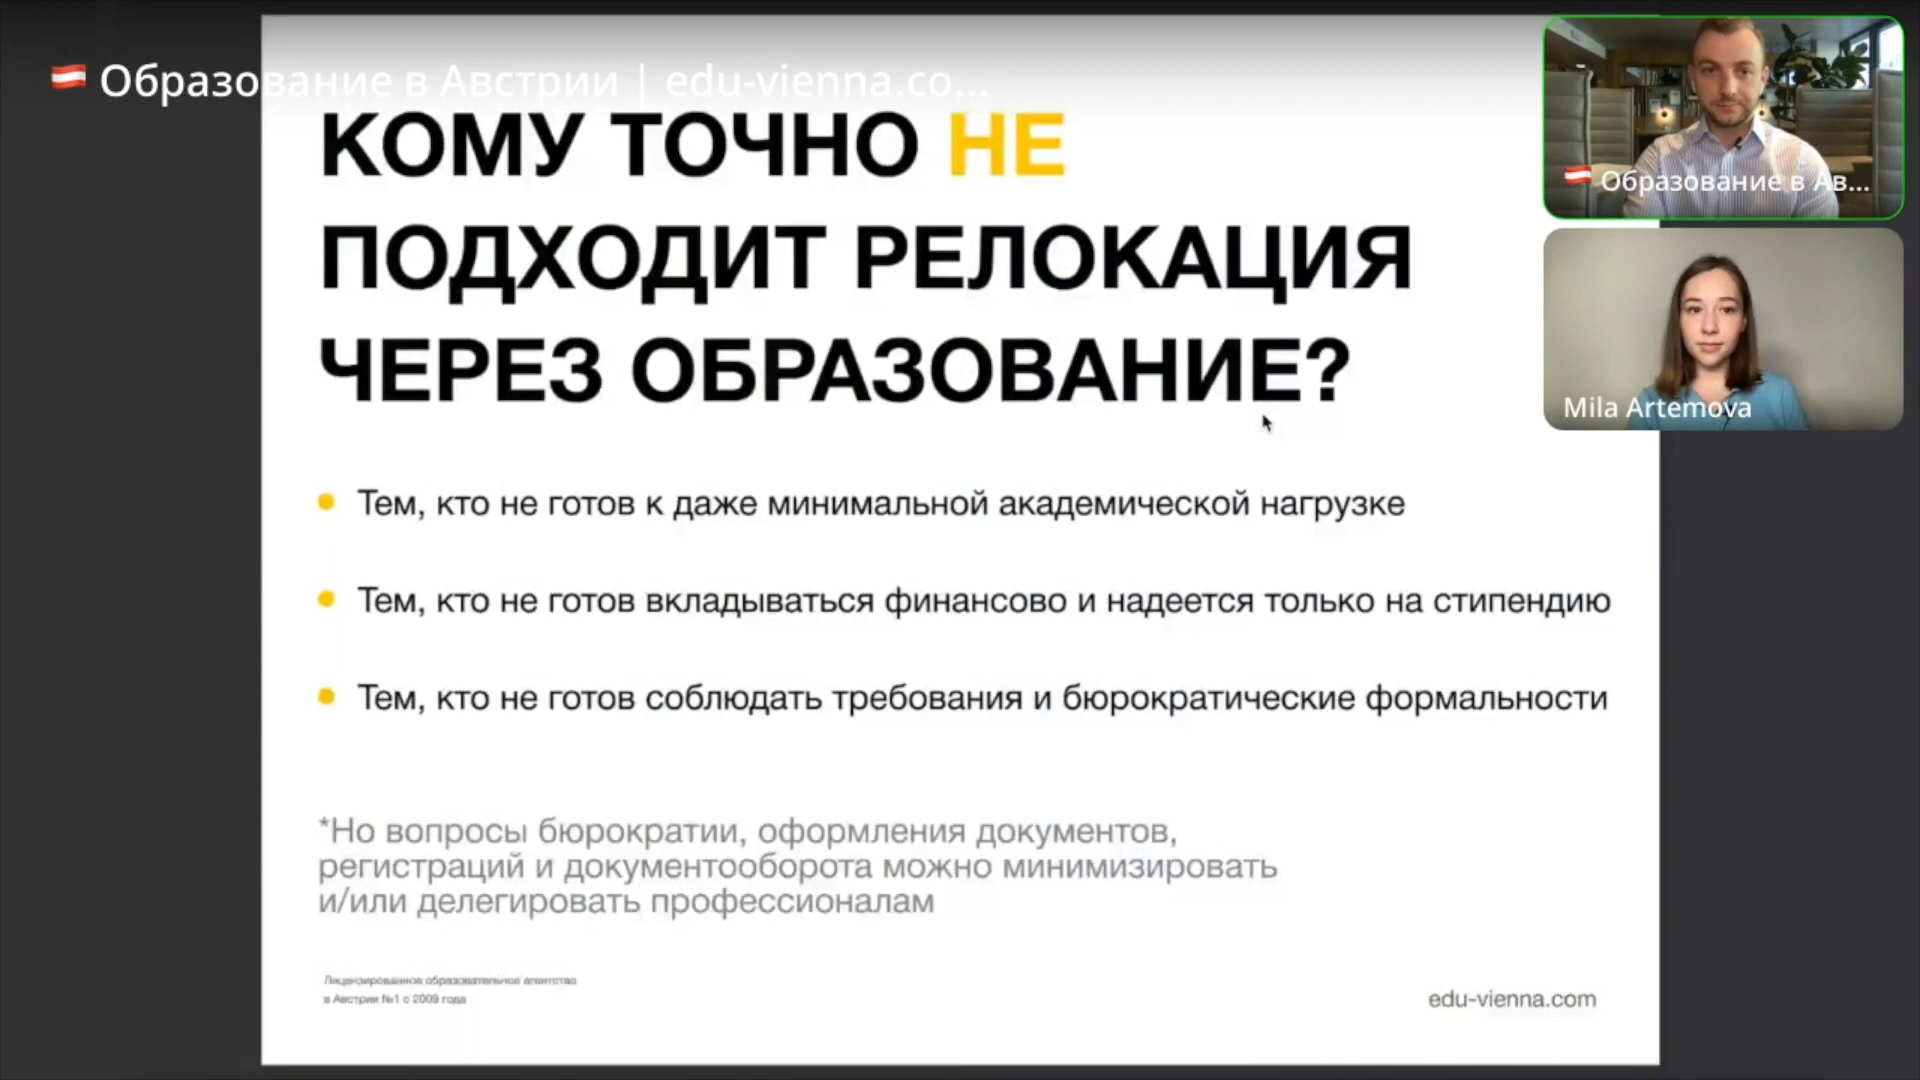 Образование в Австрии | edu-vienna.co...
КОМУ ТОЧНО НЕ
ПОДХОДИТ РЕЛОКАЦИЯ
ЧЕРЕЗ ОБРАЗОВАНИЕ?
Тем, кто не готов к даже минимальной академической нагрузке
Тем, кто не готов вкладываться финансово и надеется только на стипендию
Тем, кто не готов соблюдать требования и бюрократические формальности
*Но вопросы бюрократии, оформления документов,
регистраций и документооборота можно минимизировать
и/или делегировать профессионалам
Лицензированное образовательное агентство
в Австрии №1 с 2009 года
edu-vienna.com
Образование в Ав...
Mila Artemova